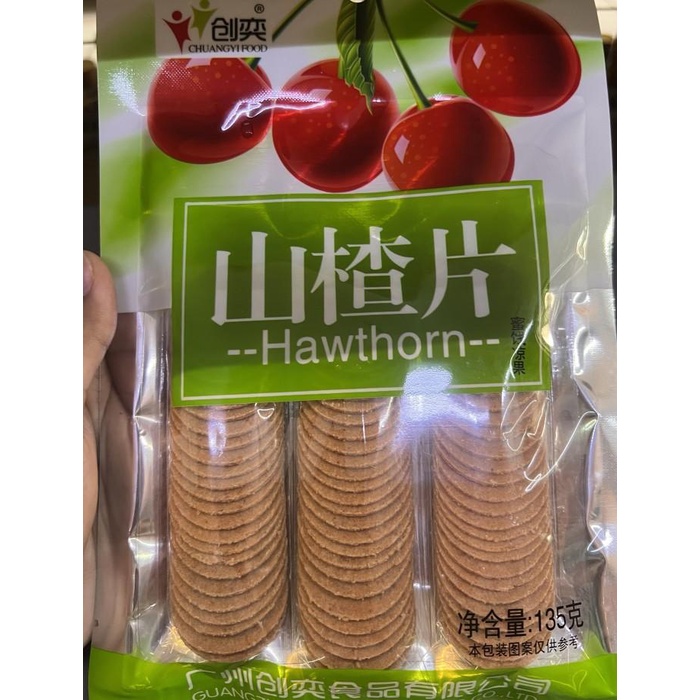 创奕®
CHUANGYI FOOD
山楂片
--Hawthorn--
蜜饯凉果
净含量:135克
本包装图案仅供参考
广州创奕食品有限公司